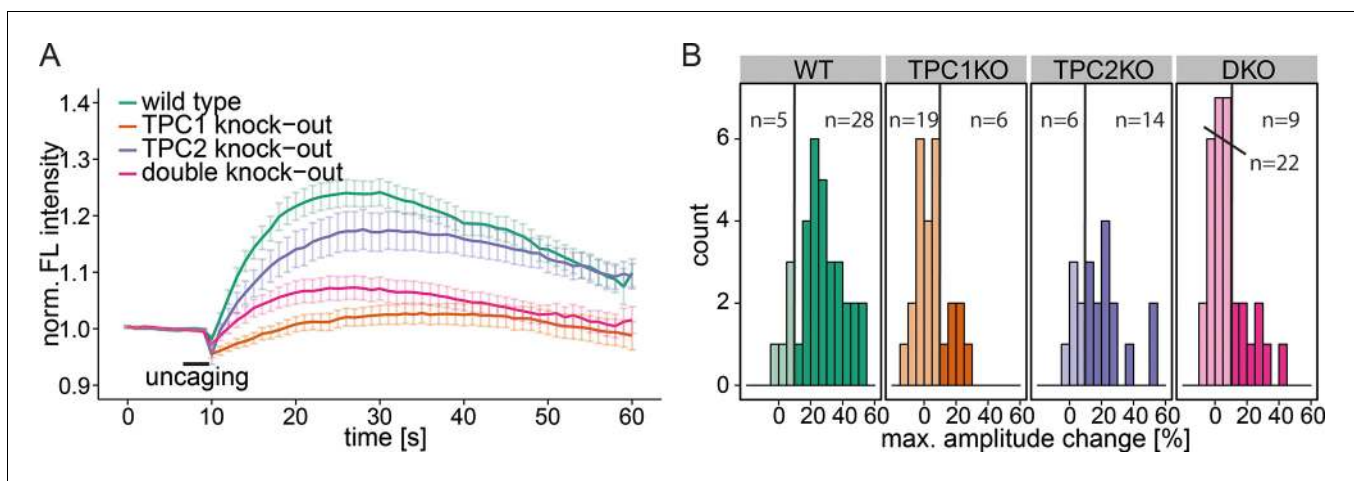 A
norm. FL intensity
1.4
1.3
1.2
1.1
1.0
0.9
wild type
TPC1 knock−out
TPC2 knock−out
double knock−out
uncaging
0 10 20 30 40 50 60
time [s]
B
WT TPC1KO TPC2KO DKO
count
6
4
2
0
n=5 n=28 n=19 n=6 n=6 n=14 n=9
n=22
0 20 40 60 0 20 40 60 0 20 40 60 0 20 40 60
max. amplitude change [%]